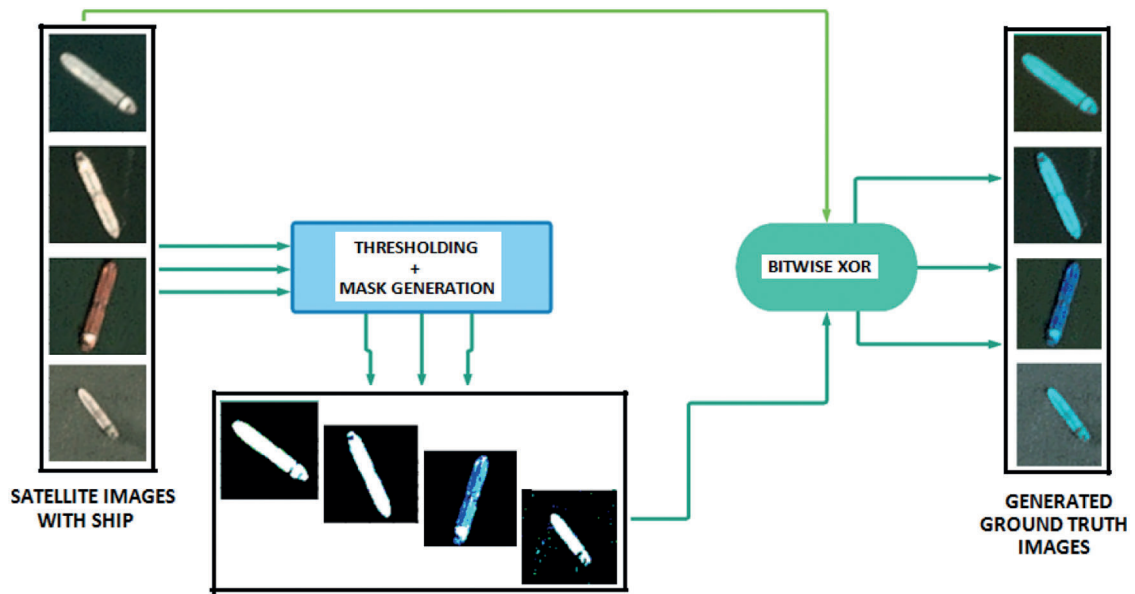 SATELLITE IMAGES
WITH SHIP
THRESHOLDING
+
MASK GENERATION
BITWISE XOR
GENERATED
GROUND TRUTH
IMAGES